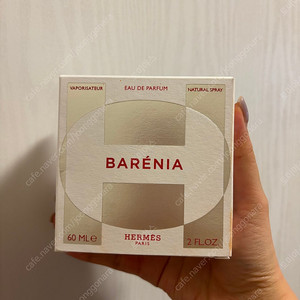 VAPORISATEUR
EAU DE PARFUM
NATURAL SPRAY
BARÉNIA
60 ML e
HERMÈS
PARIS
2 FL.OZ.